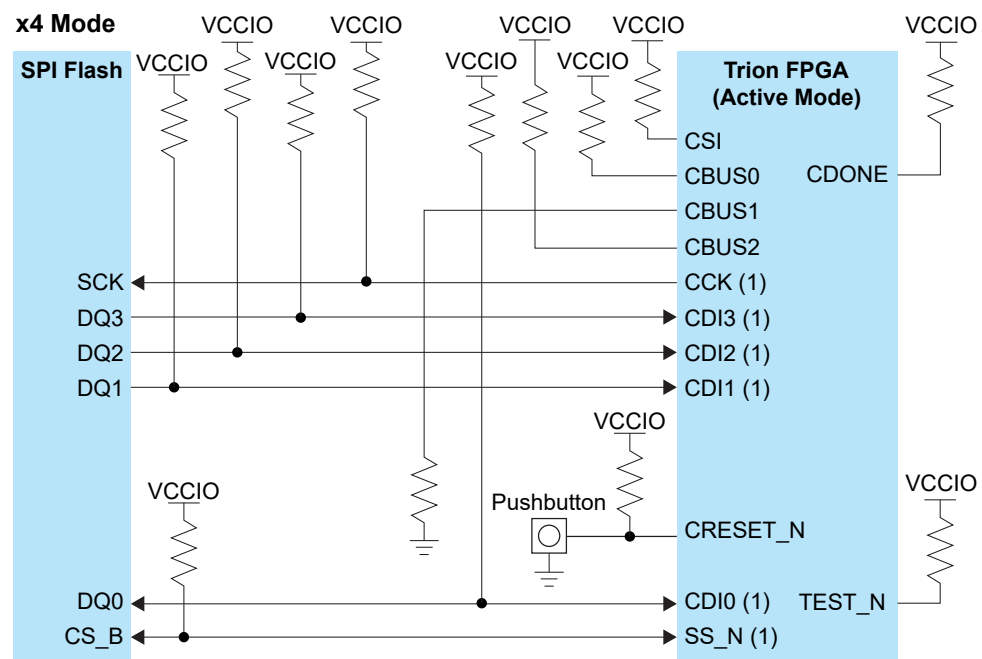 x4 Mode
VCCIO
VCCIO
VCCIO
VCCIO
VCCIO
SPI Flash
VCCIO
VCCIO
VCCIO
VCCIO
Trion FPGA
(Active Mode)
CSI
CBUS0
CDONE
CBUS1
CBUS2
SCK
CCK (1)
DQ3
CDI3 (1)
DQ2
CDI2 (1)
DQ1
CDI1 (1)
VCCIO
VCCIO
VCCIO
Pushbutton
CRESET_N
DQ0
CDI0 (1)
TEST_N
CS_B
SS_N (1)